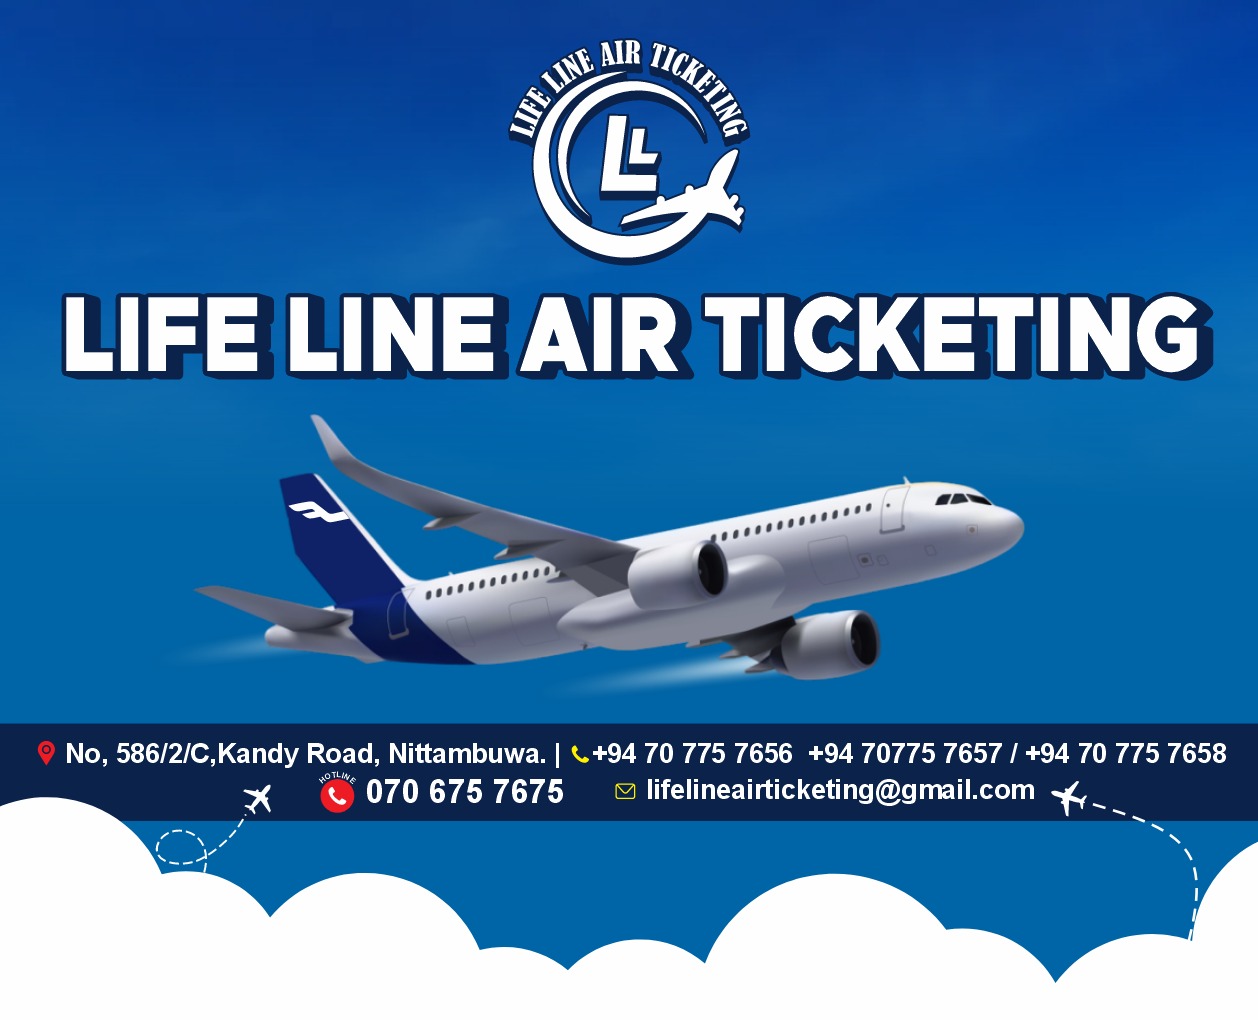 LIFE LINE AIR TICKETING
LL
LIFE LINE AIR TICKETING
No, 586/2/C,Kandy Road, Nittambuwa. | +94 70 775 7656 +94 70775 7657 / +94 70 775 7658
HOTLINE
070 675 7675 lifelineairticketing@gmail.com